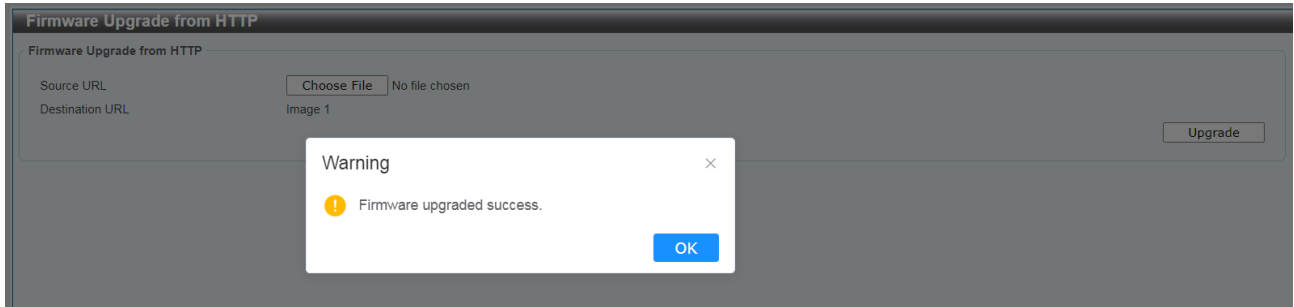 Firmware Upgrade from HTTP
Firmware Upgrade from HTTP
Source URL Choose File No file chosen
Destination URL Image 1
Upgrade
Warning
Firmware upgraded success.
OK